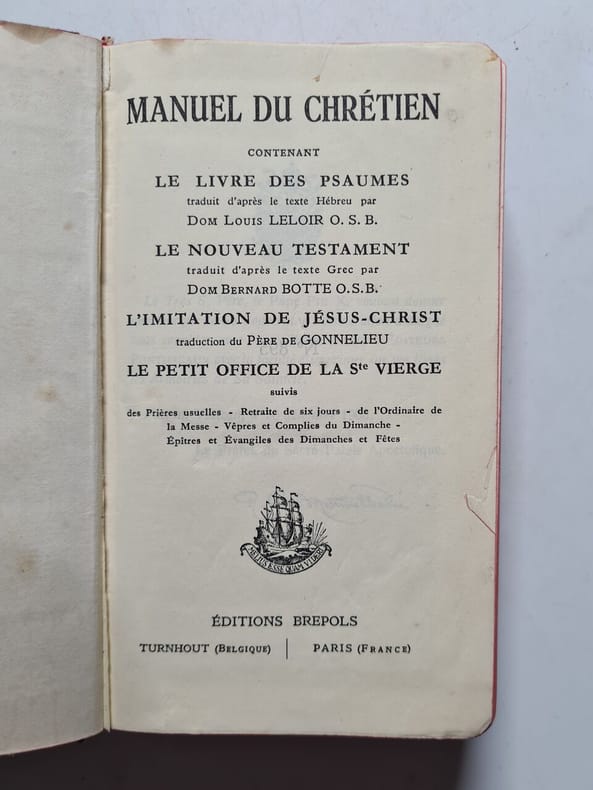 MANUEL DU CHRÉTIEN
CONTENANT
LE LIVRE DES PSAUMES
traduit d'après le texte Hébreu par
DOM LOUIS LELOIR O. S. B.
LE NOUVEAU TESTAMENT
traduit d'après le texte Grec par
DOM BERNARD BOTTE O.S.B.
L'IMITATION DE JÉSUS-CHRIST
traduction du PÈRE DE GONNELIEU
LE PETIT OFFICE DE LA Ste VIERGE
suivis
des Prières usuelles - Retraite de six jours - de l'Ordinaire de
la Messe - Vêpres et Complies du Dimanche -
Épîtres et Évangiles des Dimanches et Fêtes
MELIUS ESSE QUAM VIDERI
ÉDITIONS BREPOLS
TURNHOUT (BELGIQUE) | PARIS (FRANCE)